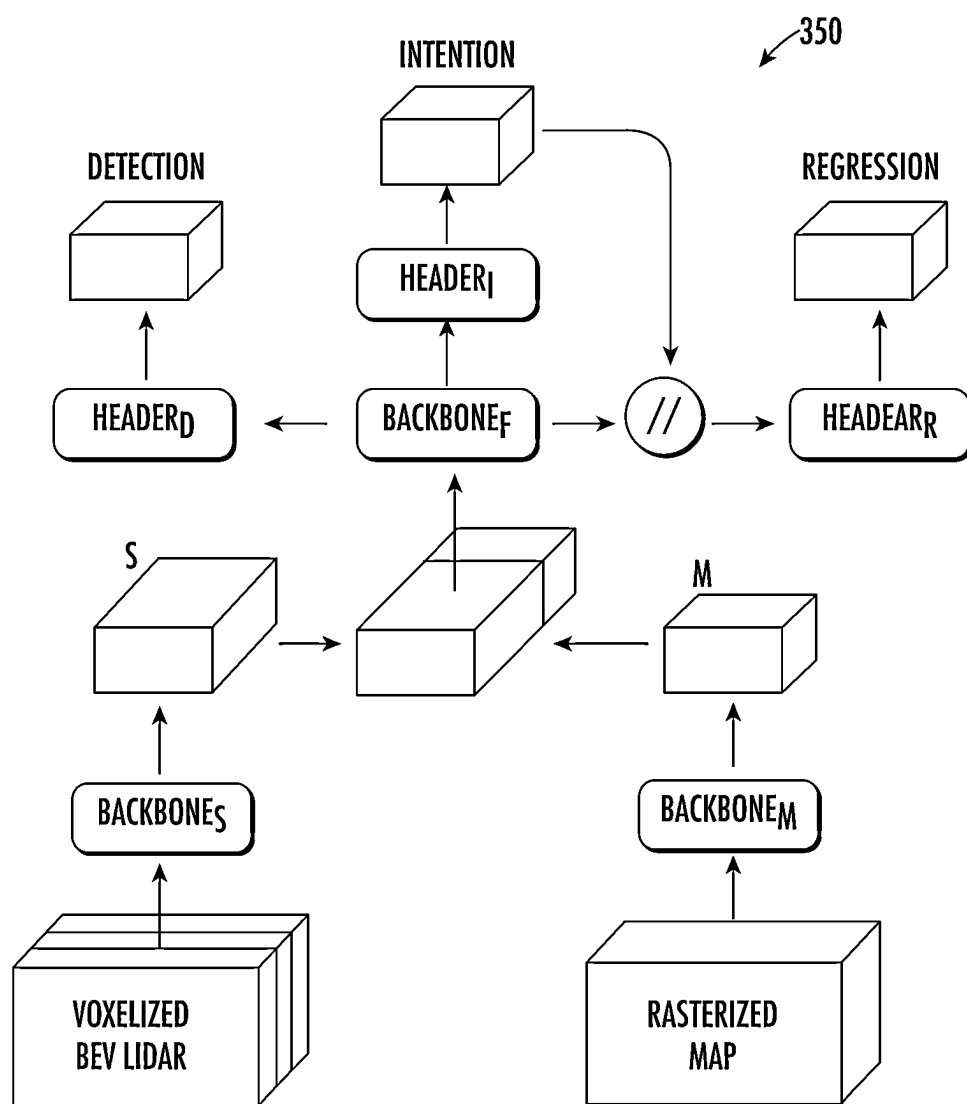 350
INTENTION
DETECTION
REGRESSION
HEADERI
HEADERD
BACKBONEF
//
HEADEARR
S
M
BACKBONES
BACKBONEM
VOXELIZED
BEV LIDAR
RASTERIZED
MAP